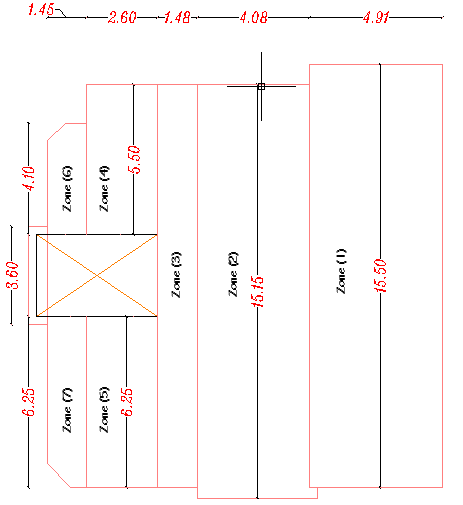 1.45
2.60
1.48
4.08
4.91
4.10
5.50
Zone (6)
Zone (4)
3.60
Zone (3)
Zone (2)
15.15
Zone (1)
15.50
6.25
Zone (7)
Zone (5)
6.25